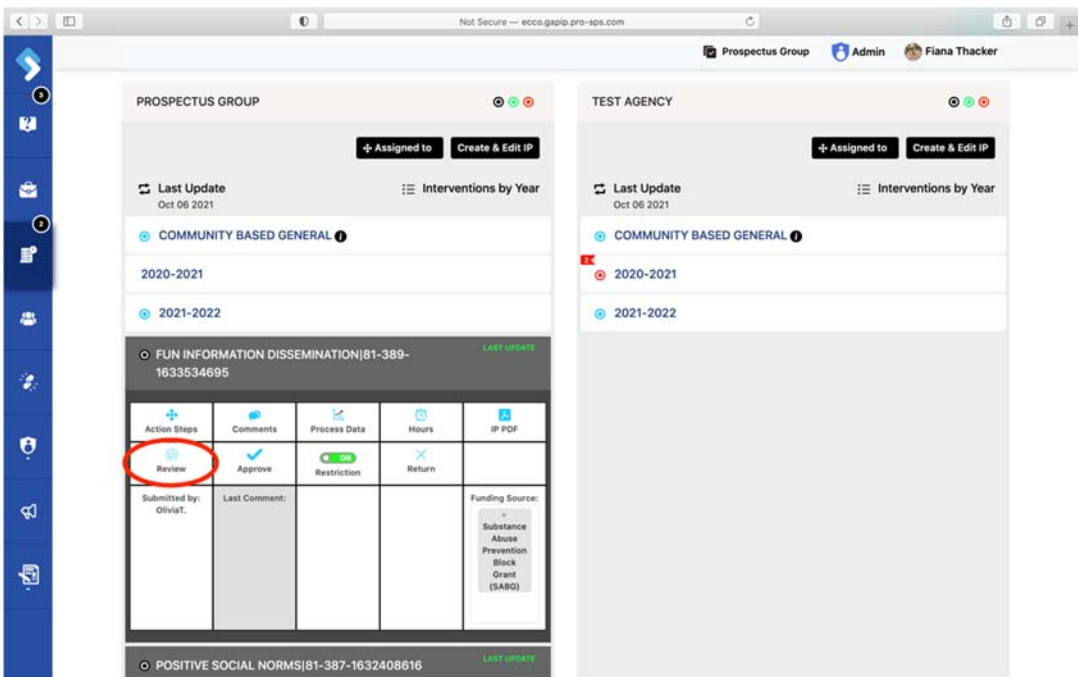 Not Secure — ecco.gapip.pro-sps.com
Prospectus Group
Admin
Fiana Thacker
3
2
PROSPECTUS GROUP
Assigned to
Create & Edit IP
Last Update
Oct 06 2021
Interventions by Year
COMMUNITY BASED GENERAL
2020-2021
2021-2022
FUN INFORMATION DISSEMINATION|81-389-
1633534695
LAST UPDATE
Action Steps
Comments
Process Data
Hours
IP PDF
Review
Approve
ON
Restriction
Return
Submitted by:
OliviaT.
Last Comment:
Funding Source:
Substance
Abuse
Prevention
Block
Grant
(SABG)
POSITIVE SOCIAL NORMS|81-387-1632408616
LAST UPDATE
TEST AGENCY
Assigned to
Create & Edit IP
Last Update
Oct 06 2021
Interventions by Year
COMMUNITY BASED GENERAL
2
2020-2021
2021-2022